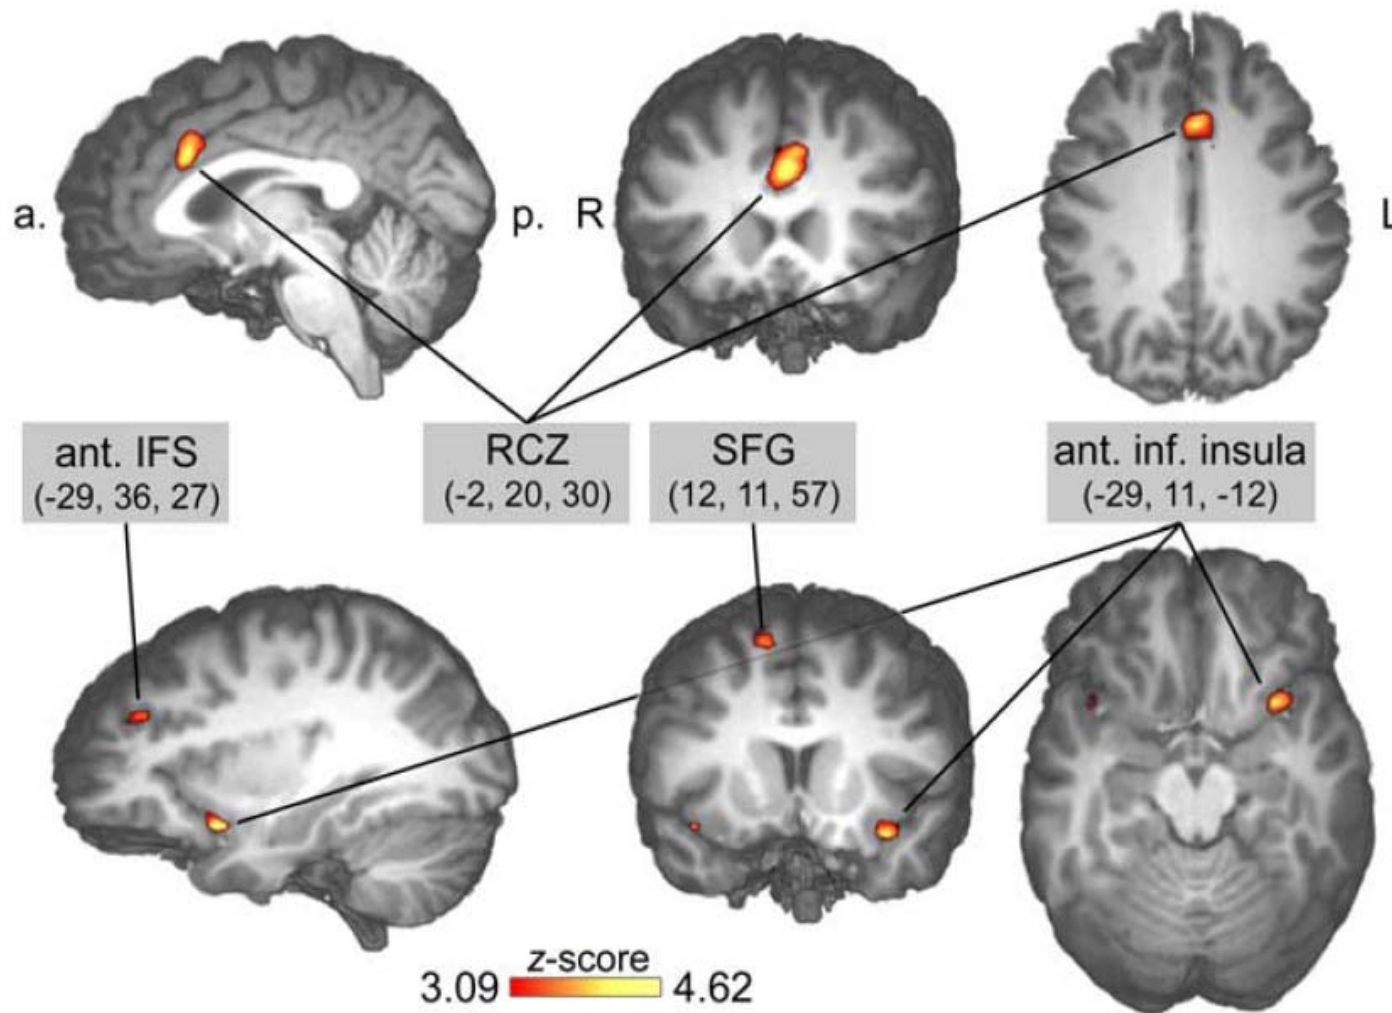 a.
p.
R
L
ant. IFS
(-29, 36, 27)
RCZ
(-2, 20, 30)
SFG
(12, 11, 57)
ant. inf. insula
(-29, 11, -12)
z-score
3.09
4.62